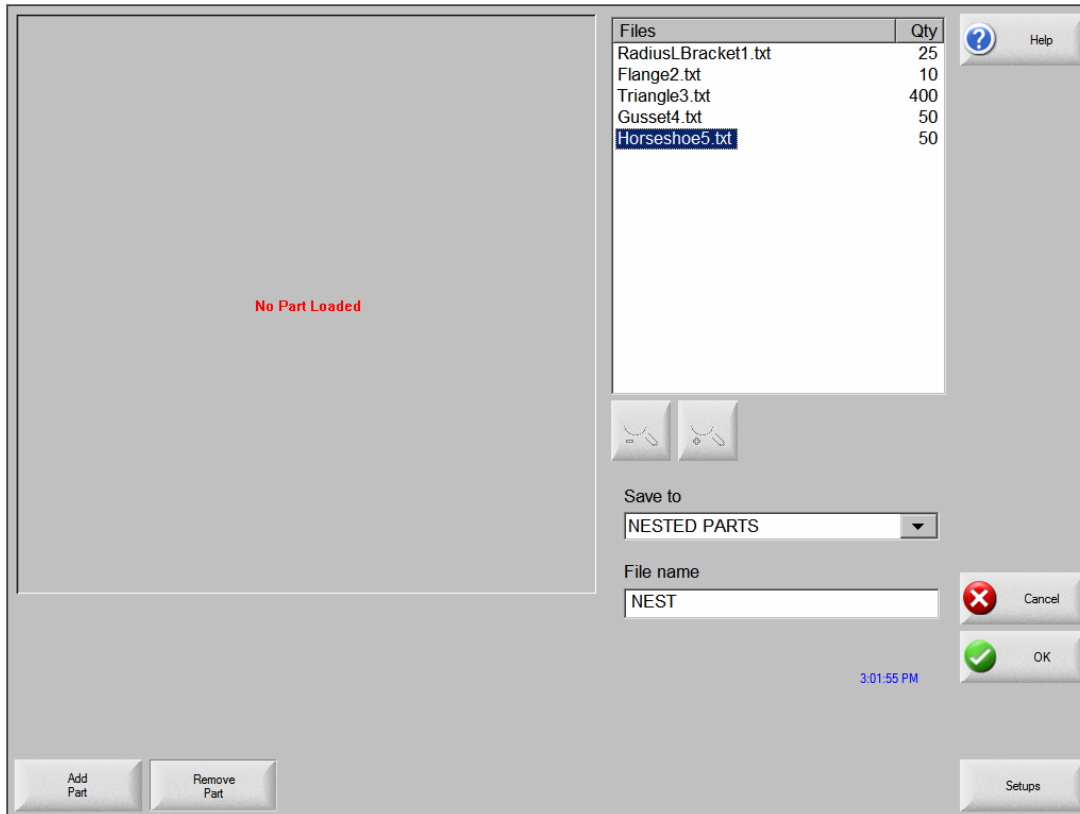 Files Qty
RadiusLBracket1.txt 25
Flange2.txt 10
Triangle3.txt 400
Gusset4.txt 50
Horseshoe5.txt 50
Help
No Part Loaded
Save to
NESTED PARTS
File name
NEST
Cancel
OK
3:01:55 PM
Add
Part
Remove
Part
Setups